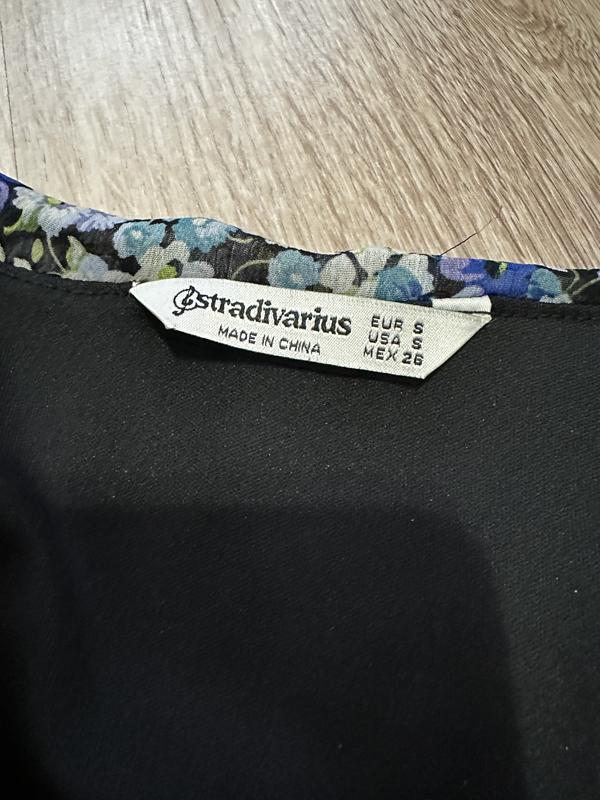 stradivarius
MADE IN CHINA
EUR S
USA S
MEX 26